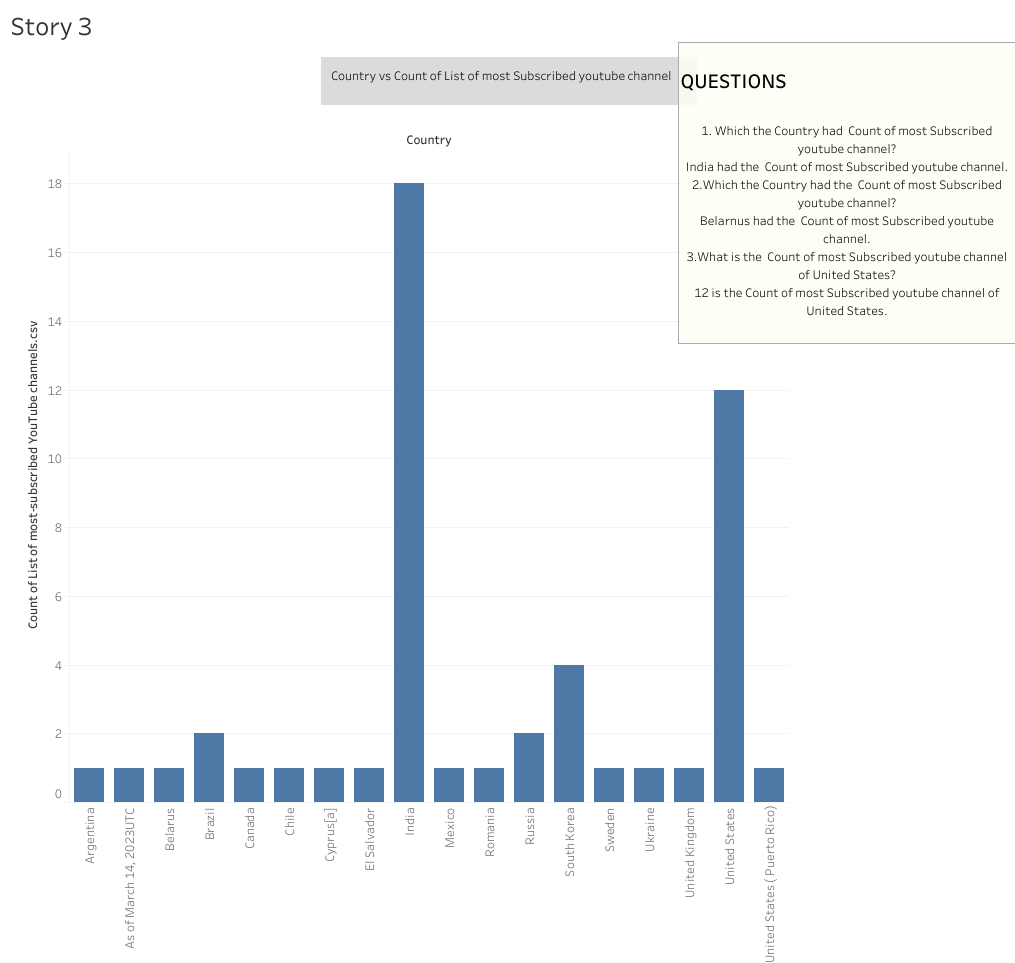 Story 3
Country vs Count of List of most Subscribed youtube channel
QUESTIONS
1. Which the Country had  Count of most Subscribed
youtube channel?
India had the  Count of most Subscribed youtube channel.
2.Which the Country had the  Count of most Subscribed
youtube channel?
Belarnus had the  Count of most Subscribed youtube
channel.
3.What is the  Count of most Subscribed youtube channel
of United States?
12 is the Count of most Subscribed youtube channel of
United States.
Country
Count of List of most-subscribed YouTube channels.csv
18
16
14
12
10
8
6
4
2
0
Argentina
As of March 14, 2023UTC
Belarus
Brazil
Canada
Chile
Cyprus[a]
El Salvador
India
Mexico
Romania
Russia
South Korea
Sweden
Ukraine
United Kingdom
United States
United States ( Puerto Rico)